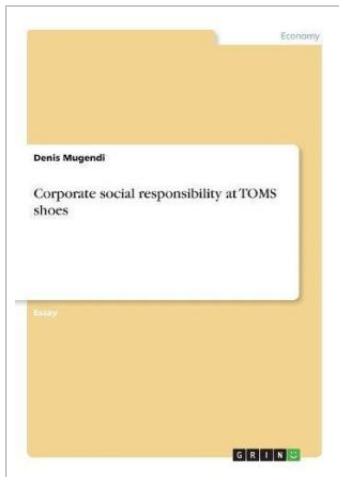 Economy
Denis Mugendi
Corporate social responsibility at TOMS
shoes
Essay
GRIN